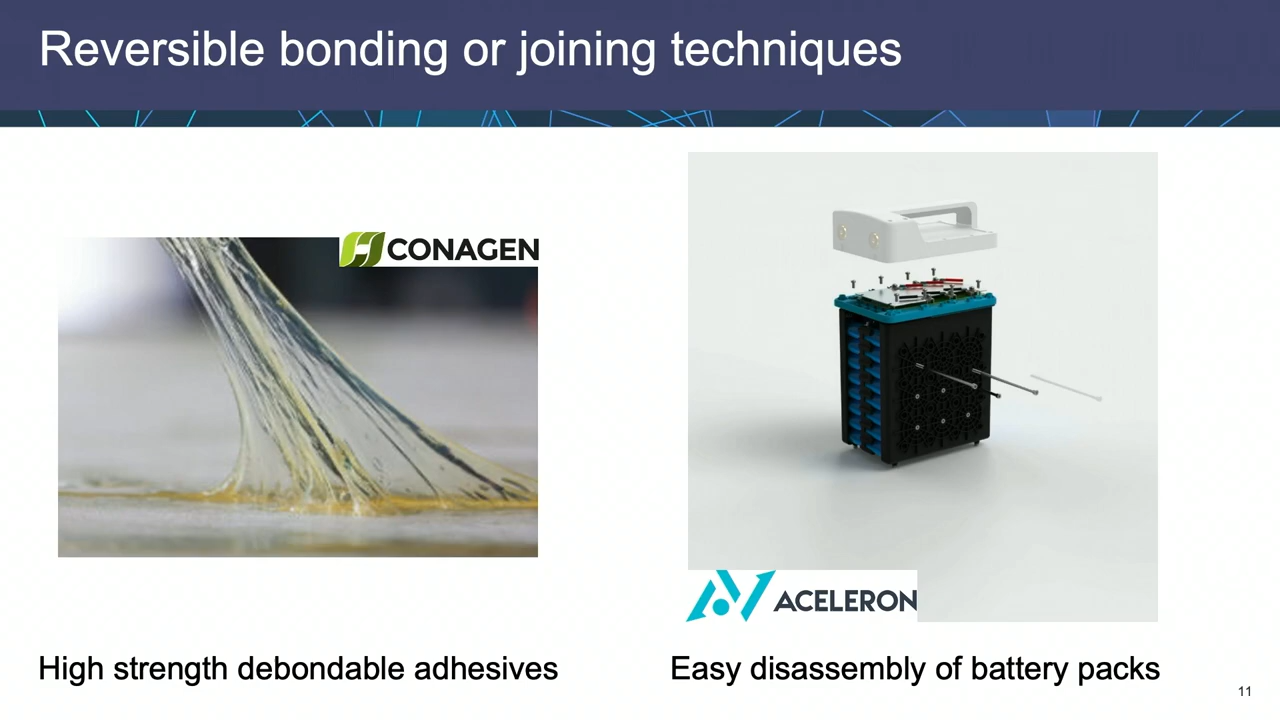 Reversible bonding or joining techniques
CONAGEN
ACELERON
High strength debondable adhesives
Easy disassembly of battery packs
11